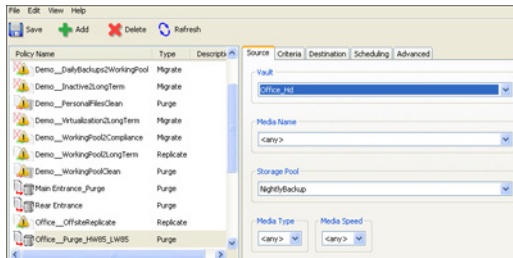 File Edit View Help
Save Add Delete Refresh
Policy Name Type Descripti
Demo__DailyBackups2WorkingPool Migrate
Demo__Inactive2LongTerm Migrate
Demo__PersonalFilesClean Purge
Demo__Virtualization2LongTerm Migrate
Demo__WorkingPool2Compliance Migrate
Demo__WorkingPool2LongTerm Replicate
Demo__WorkingPoolClean Purge
Main Entrance_Purge Purge
Rear Entrance Purge
Office__OffsiteReplicate Replicate
Office__Purge_HW85_LW85 Purge
Source Criteria Destination Scheduling Advanced
Vault
Office_Hd
Media Name
<any>
Storage Pool
NightlyBackup
Media Type Media Speed
<any> <any>